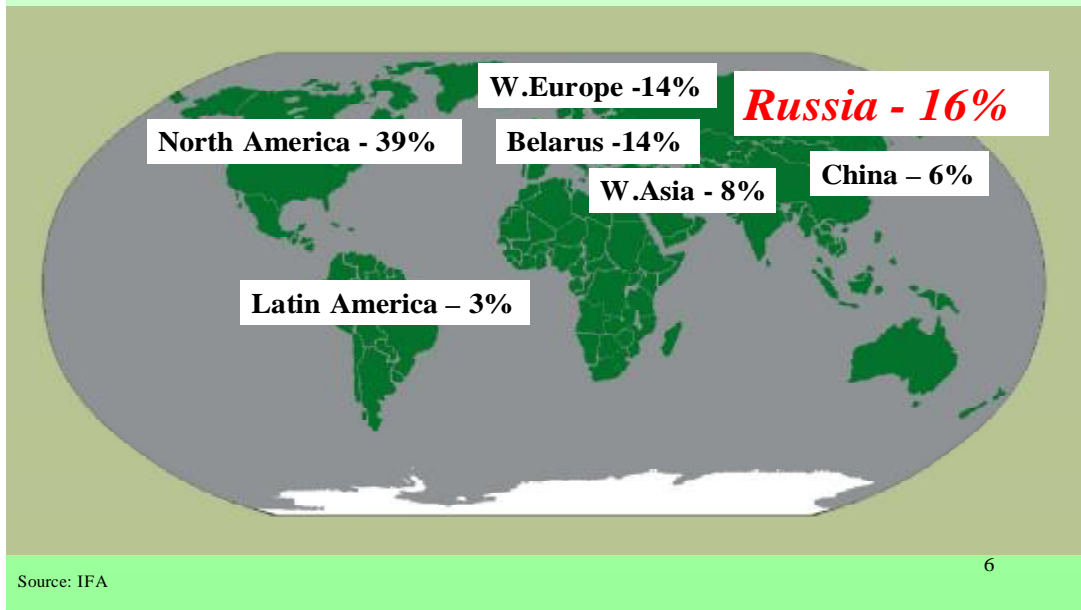 W.Europe -14%
Russia - 16%
North America - 39%
Belarus -14%
W.Asia - 8%
China – 6%
Latin America – 3%
6
Source: IFA